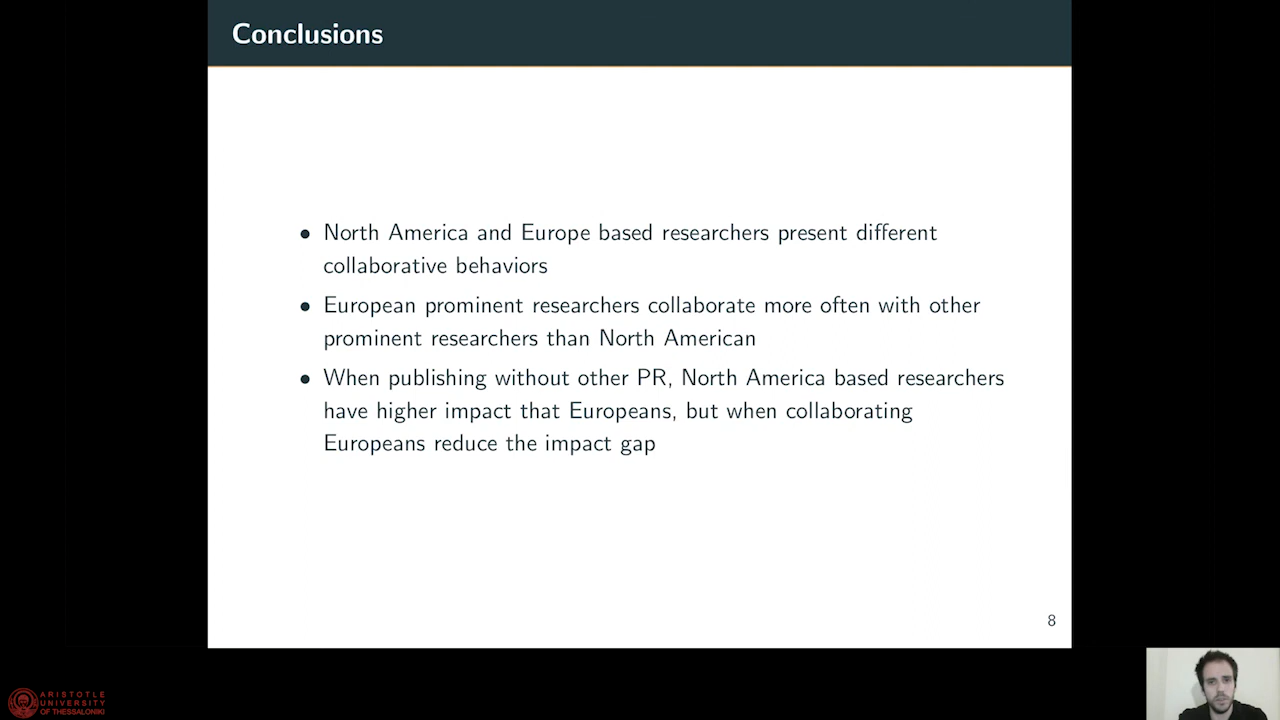 Conclusions
• North America and Europe based researchers present different
collaborative behaviors
• European prominent researchers collaborate more often with other
prominent researchers than North American
• When publishing without other PR, North America based researchers
have higher impact that Europeans, but when collaborating
Europeans reduce the impact gap
8
ARISTOTLE
UNIVERSITY
OF THESSALONIKI